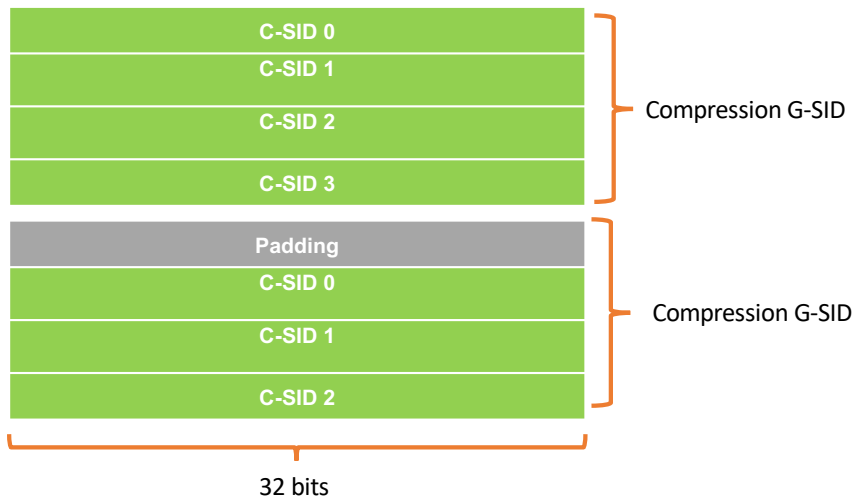 C-SID 0
C-SID 1
C-SID 2
C-SID 3
Compression G-SID
Padding
C-SID 0
C-SID 1
C-SID 2
Compression G-SID
32 bits